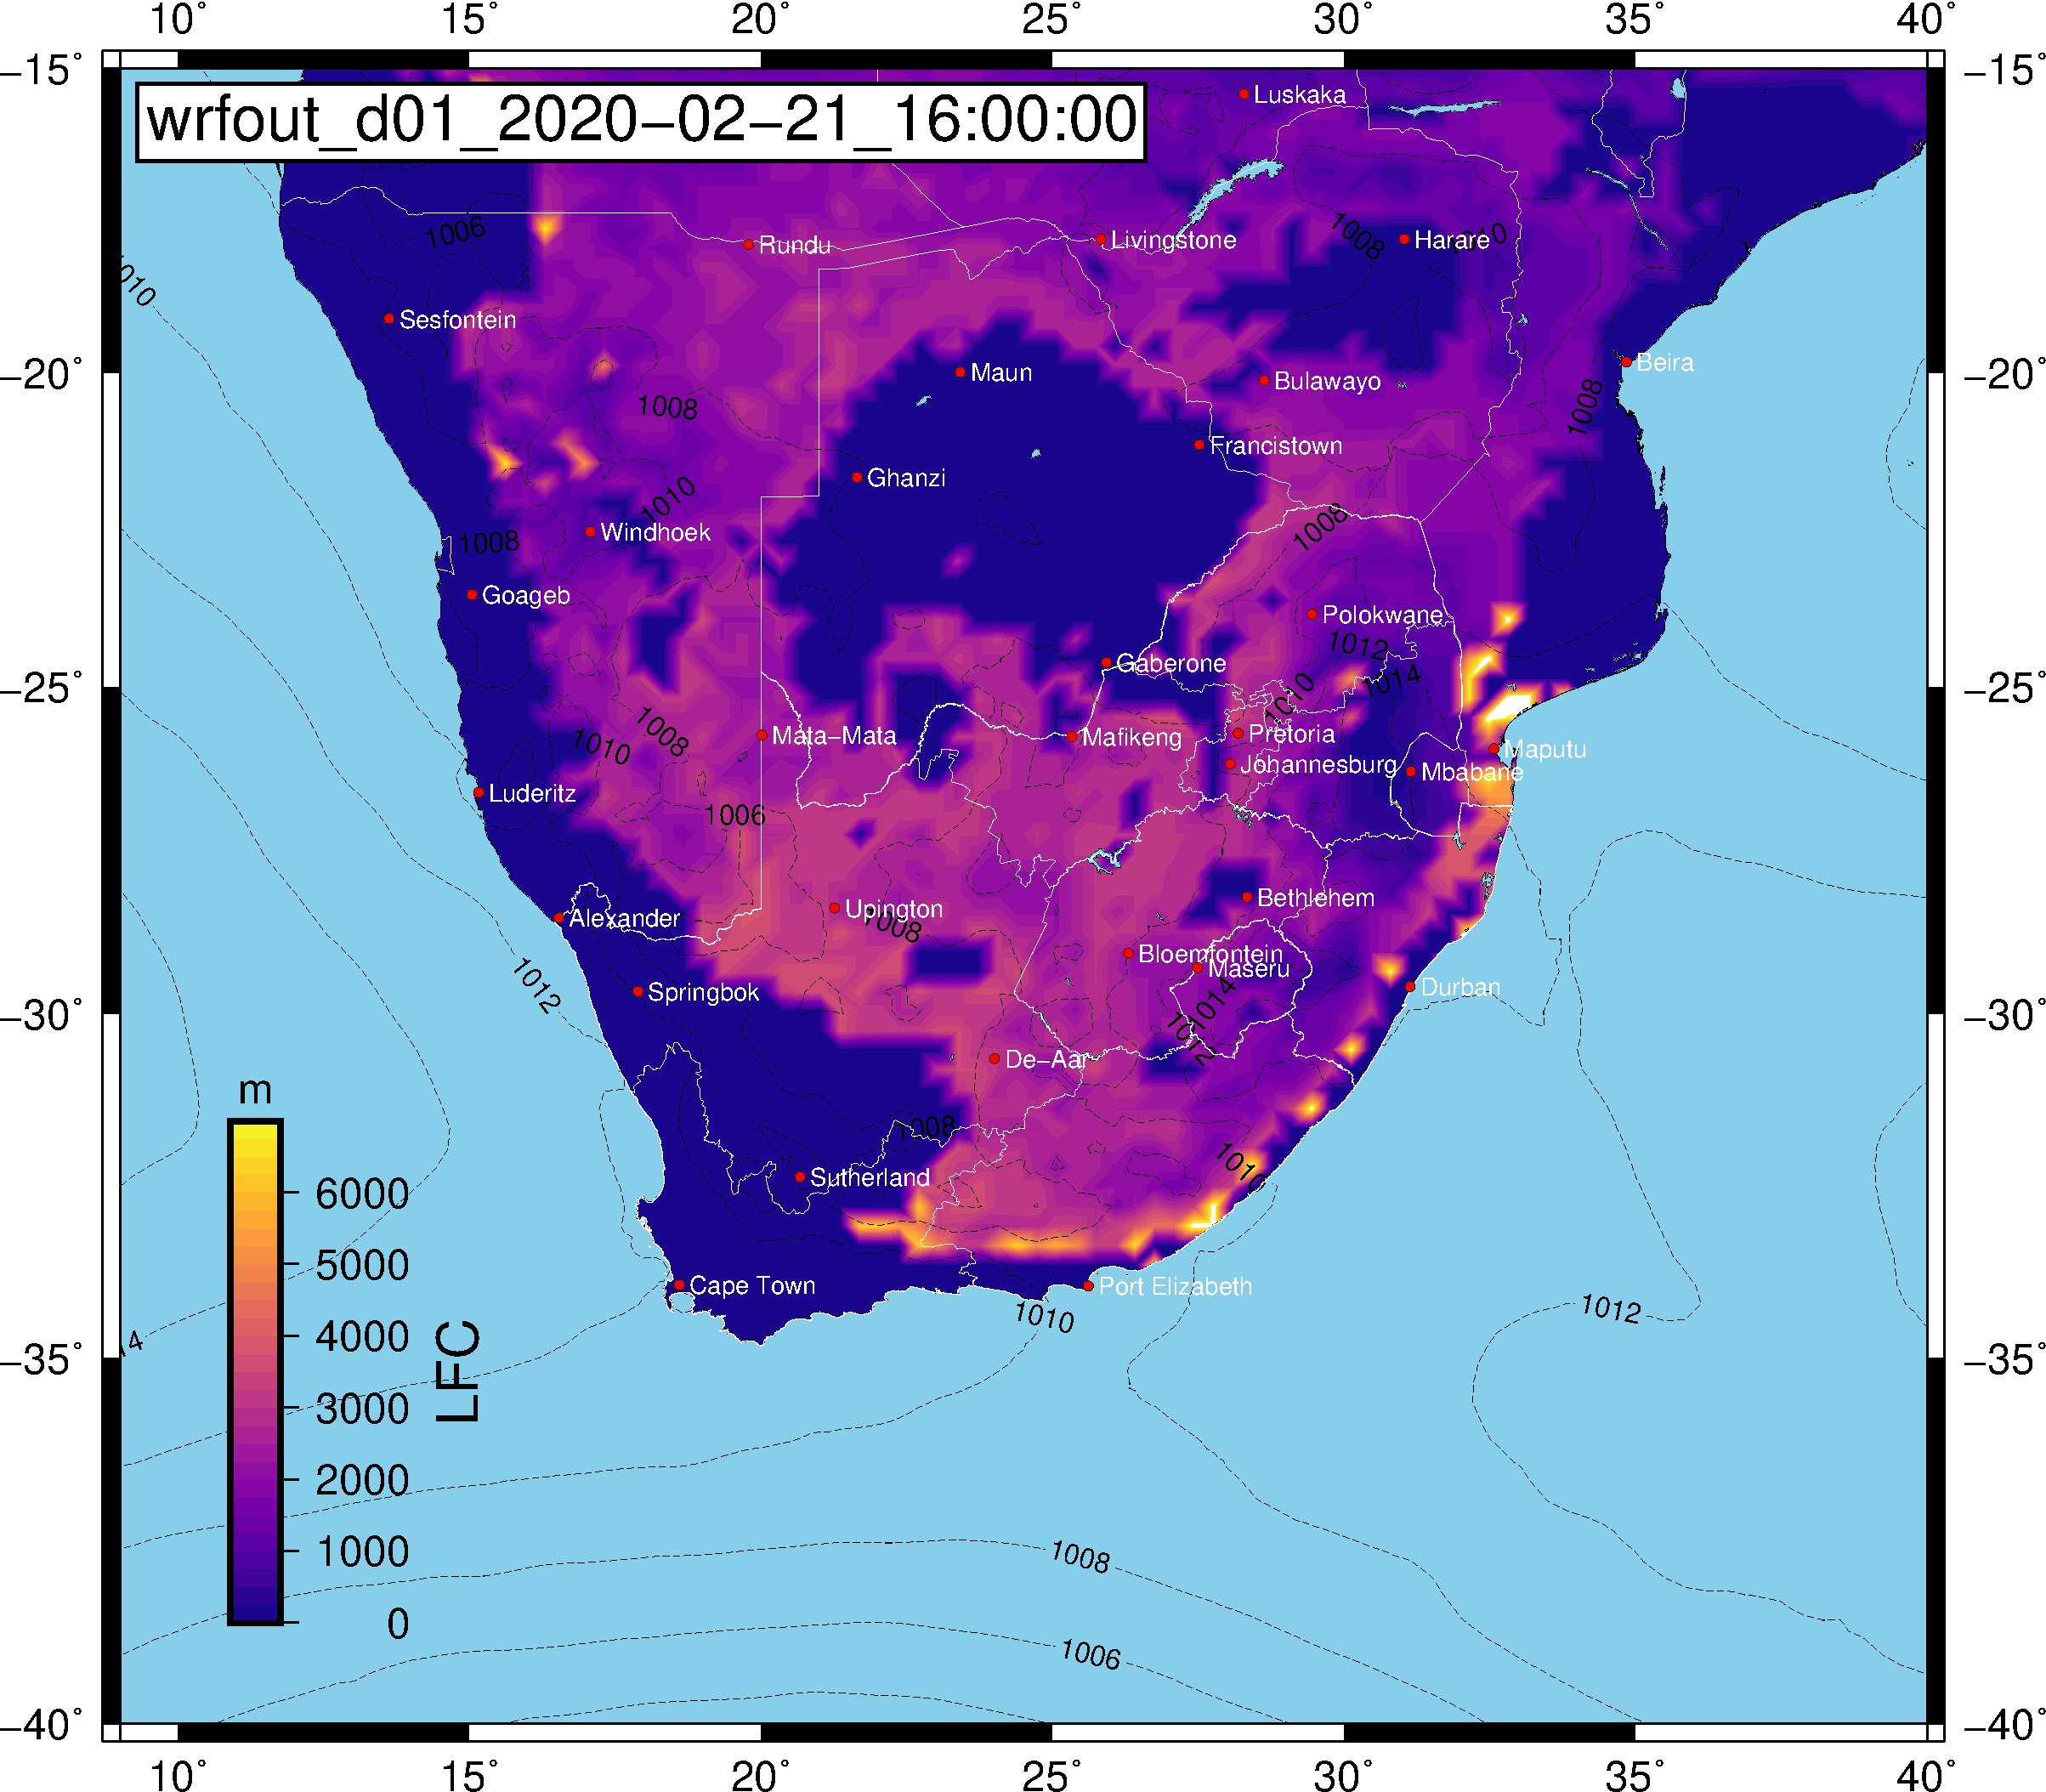 10° 15° 20° 25° 30° 35° 40°
−15° −15°
wrfout_d01_2020−02−21_16:00:00
Luskaka
1006
Rundu
Livingstone
1008
Harare
1010
1010
Sesfontein
Maun
Bulawayo
Beira
1008
1008
−20° −20°
Francistown
Ghanzi
1010
Windhoek
1008
1008
Goageb
Polokwane
1012
Gaberone
1014
1010
−25° −25°
1008
1010
Mata−Mata
Mafikeng
Pretoria
Maputu
Johannesburg
Mbabane
Luderitz
1006
Bethlehem
Upington
1008
Alexander
Bloemfontein
Maseru
1012
Springbok
1014
1012
Durban
−30° −30°
De−Aar
m
1008
1010
Sutherland
6000
5000
4000
3000
2000
1000
0
LFC
Cape Town
Port Elizabeth
1010
1012
14
−35° −35°
1008
1006
−40° −40°
10° 15° 20° 25° 30° 35° 40°